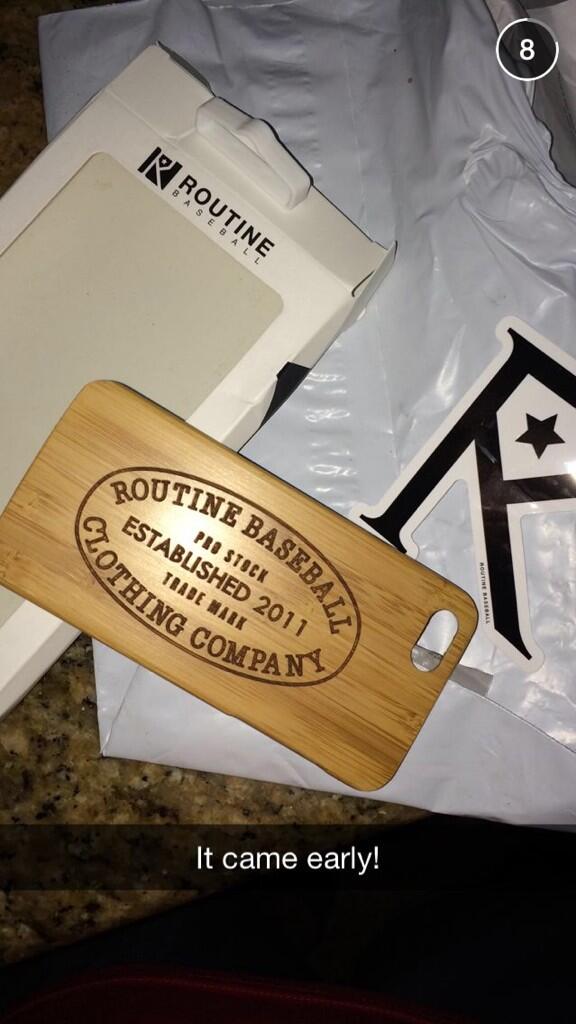 8
ROUTINE
BASEBALL
ROUTINE BASEBALL
PRO STOCK
ESTABLISHED 2011
TRADE MARK
CLOTHING COMPANY
ROUTINE BASEBALL
It came early!